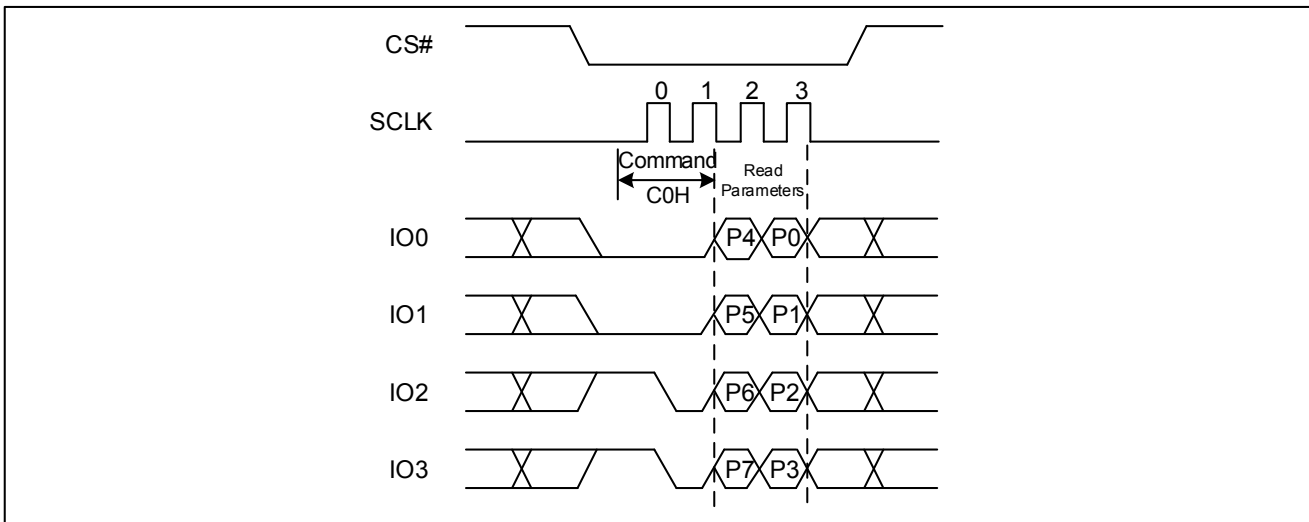 CS#
0 1 2 3
SCLK
Command
C0H
Read
Parameters
IO0 P4 P0
IO1 P5 P1
IO2 P6 P2
IO3 P7 P3